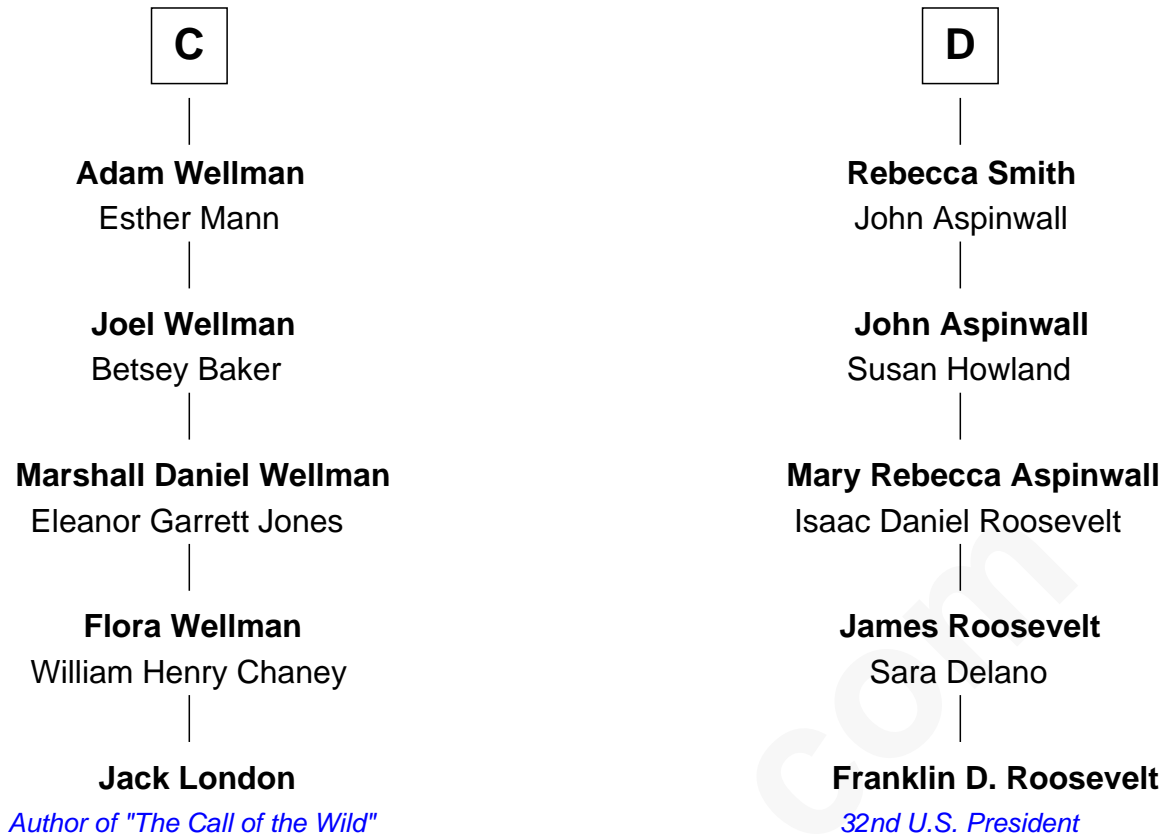 C
D
Adam Wellman
Esther Mann
Rebecca Smith
John Aspinwall
Joel Wellman
Betsey Baker
John Aspinwall
Susan Howland
Marshall Daniel Wellman
Eleanor Garrett Jones
Mary Rebecca Aspinwall
Isaac Daniel Roosevelt
Flora Wellman
William Henry Chaney
James Roosevelt
Sara Delano
Jack London
Author of "The Call of the Wild"
Franklin D. Roosevelt
32nd U.S. President
com